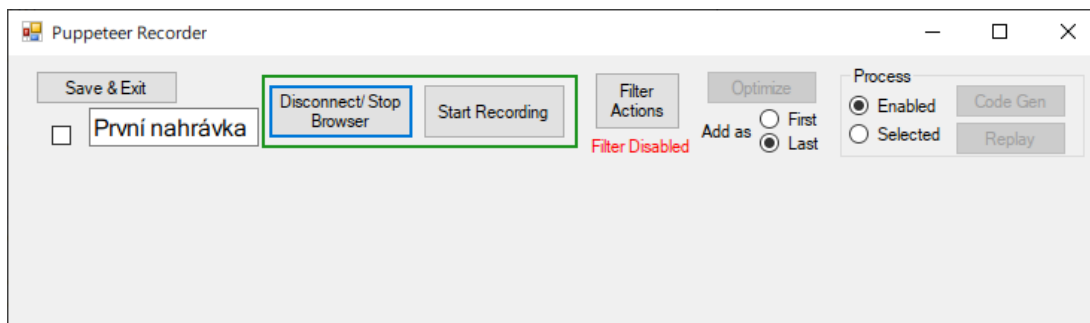 Puppeteer Recorder
Save & Exit
První nahrávka
Disconnect/ Stop
Browser
Start Recording
Filter
Actions
Filter Disabled
Optimize
Add as
First
Last
Process
Enabled
Selected
Code Gen
Replay